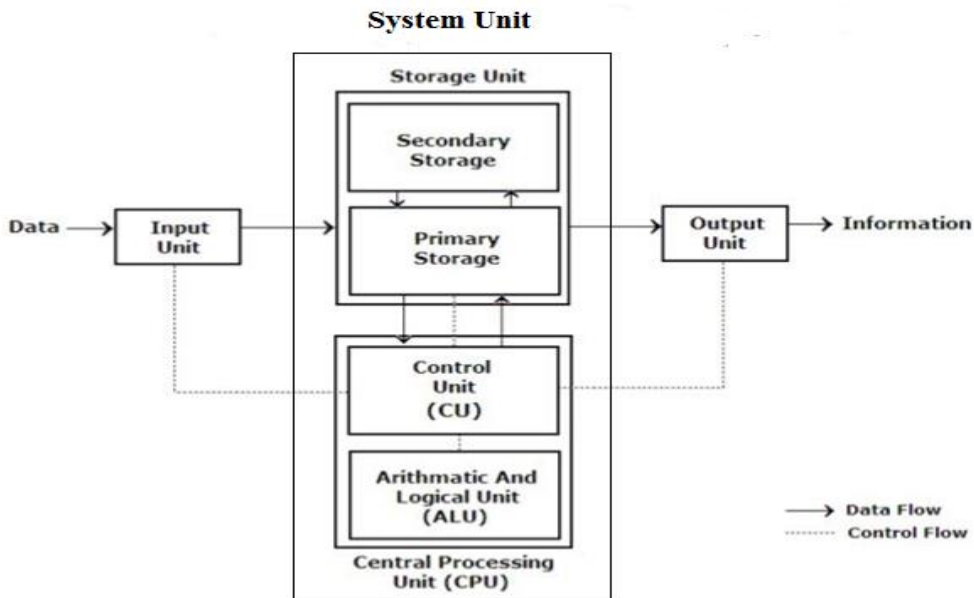 System Unit
Storage Unit
Secondary
Storage
Data
Input
Unit
Primary
Storage
Output
Unit
Information
Control
Unit
(CU)
Arithmatic And
Logical Unit
(ALU)
Central Processing
Unit (CPU)
Data Flow
Control Flow